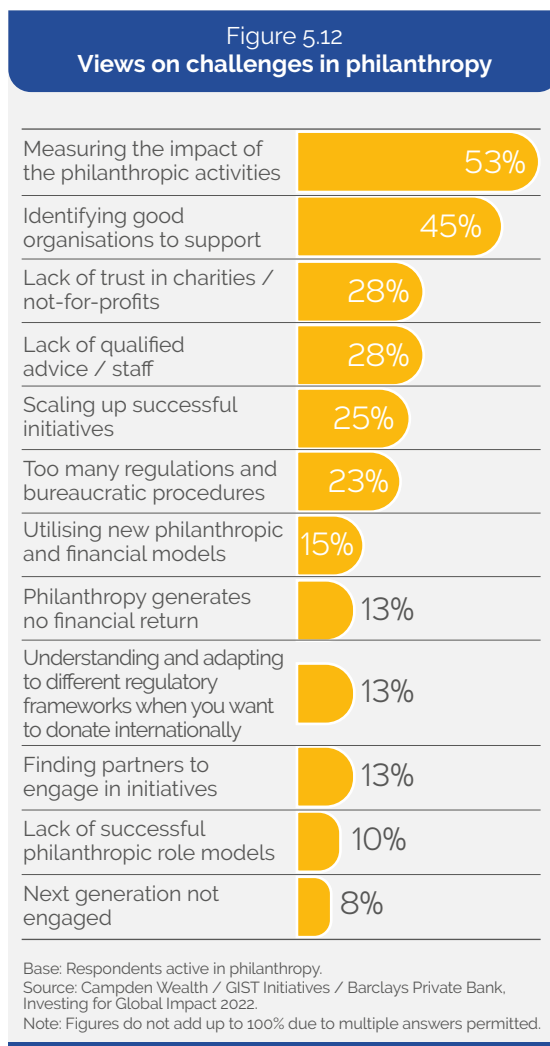 Figure 5.12
Views on challenges in philanthropy
Measuring the impact of
the philanthropic activities
53%
Identifying good
organisations to support
45%
Lack of trust in charities /
not-for-profits
28%
Lack of qualified
advice / staff
28%
Scaling up successful
initiatives
25%
Too many regulations and
bureaucratic procedures
23%
Utilising new philanthropic
and financial models
15%
Philanthropy generates
no financial return
13%
Understanding and adapting
to different regulatory
frameworks when you want
to donate internationally
13%
Finding partners to
engage in initiatives
13%
Lack of successful
philanthropic role models
10%
Next generation not
engaged
8%
Base: Respondents active in philanthropy.
Source: Campden Wealth / GIST Initiatives / Barclays Private Bank,
Investing for Global Impact 2022.
Note: Figures do not add up to 100% due to multiple answers permitted.